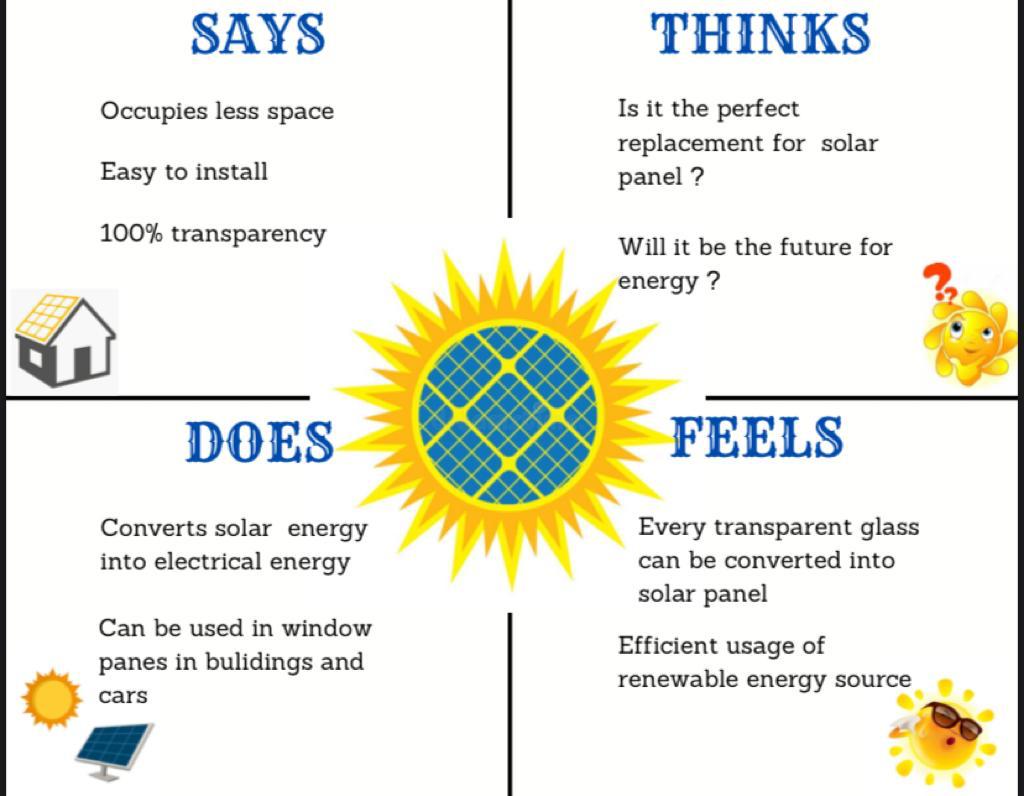 SAYS
Occupies less space
Easy to install
100% transparency
THINKS
Is it the perfect
replacement for solar
panel ?
Will it be the future for
energy ?
? ?
DOES
Converts solar energy
into electrical energy
Can be used in window
panes in bulidings and
cars
FEELS
Every transparent glass
can be converted into
solar panel
Efficient usage of
renewable energy source